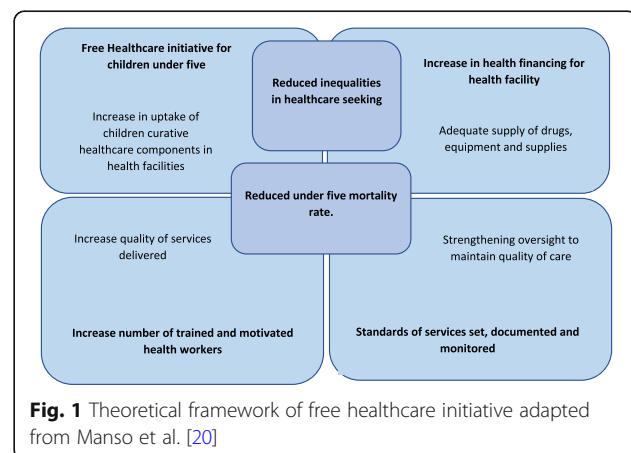 Free Healthcare initiative for
children under five
Increase in uptake of
children curative
healthcare components in
health facilities
Reduced inequalities
in healthcare seeking
Increase in health financing for
health facility
Adequate supply of drugs,
equipment and supplies
Reduced under five mortality
rate.
Increase quality of services
delivered
Increase number of trained and motivated
health workers
Strengthening oversight to
maintain quality of care
Standards of services set, documented and
monitored
Fig. 1 Theoretical framework of free healthcare initiative adapted
from Manso et al. [20]